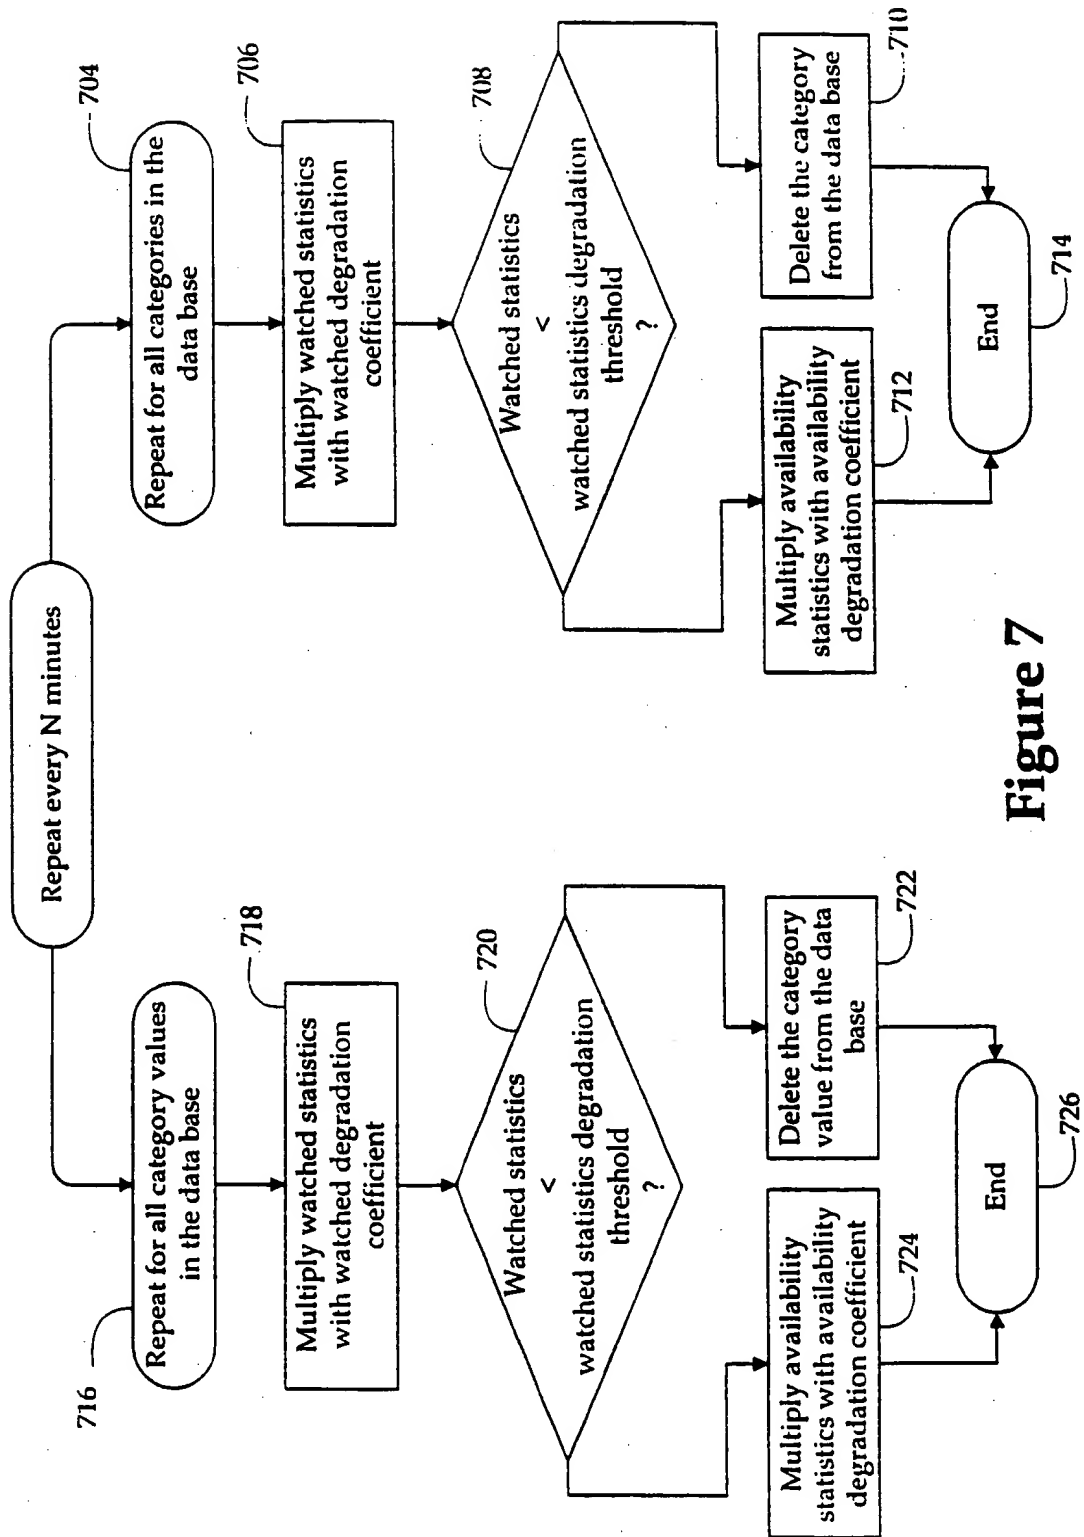 Repeat every N minutes
716
Repeat for all category values
in the data base
718
Multiply watched statistics
with watched degradation
coefficient
720
Watched statistics
<
watched statistics degradation
threshold
?
724
Multiply availability
statistics with availability
degradation coefficient
722
Delete the category
value from the data
base
End
726
704
Repeat for all categories in the
data base
706
Multiply watched statistics
with watched degradation
coefficient
708
Watched statistics
<
watched statistics degradation
threshold
?
712
Multiply availability
statistics with availability
degradation coefficient
710
Delete the category
from the data base
End
714
Figure 7